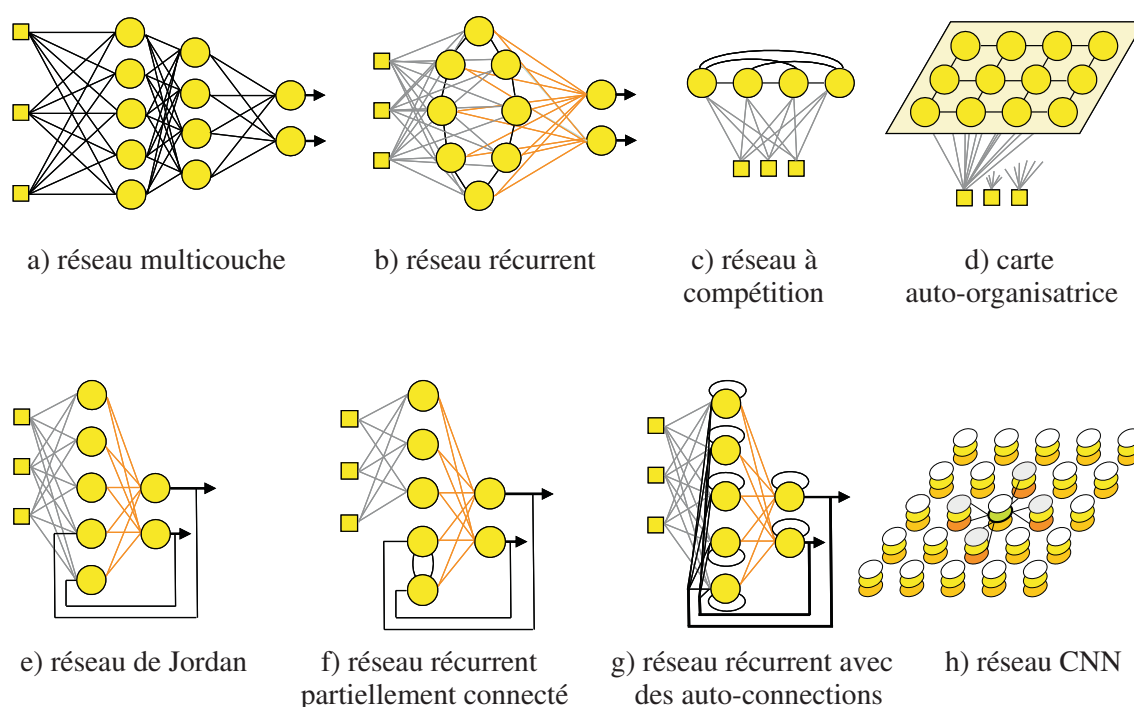 a) réseau multicouche
b) réseau récurrent
c) réseau à
compétition
d) carte
auto-organisatrice
e) réseau de Jordan
f) réseau récurrent
partiellement connecté
g) réseau récurrent avec
des auto-connections
h) réseau CNN